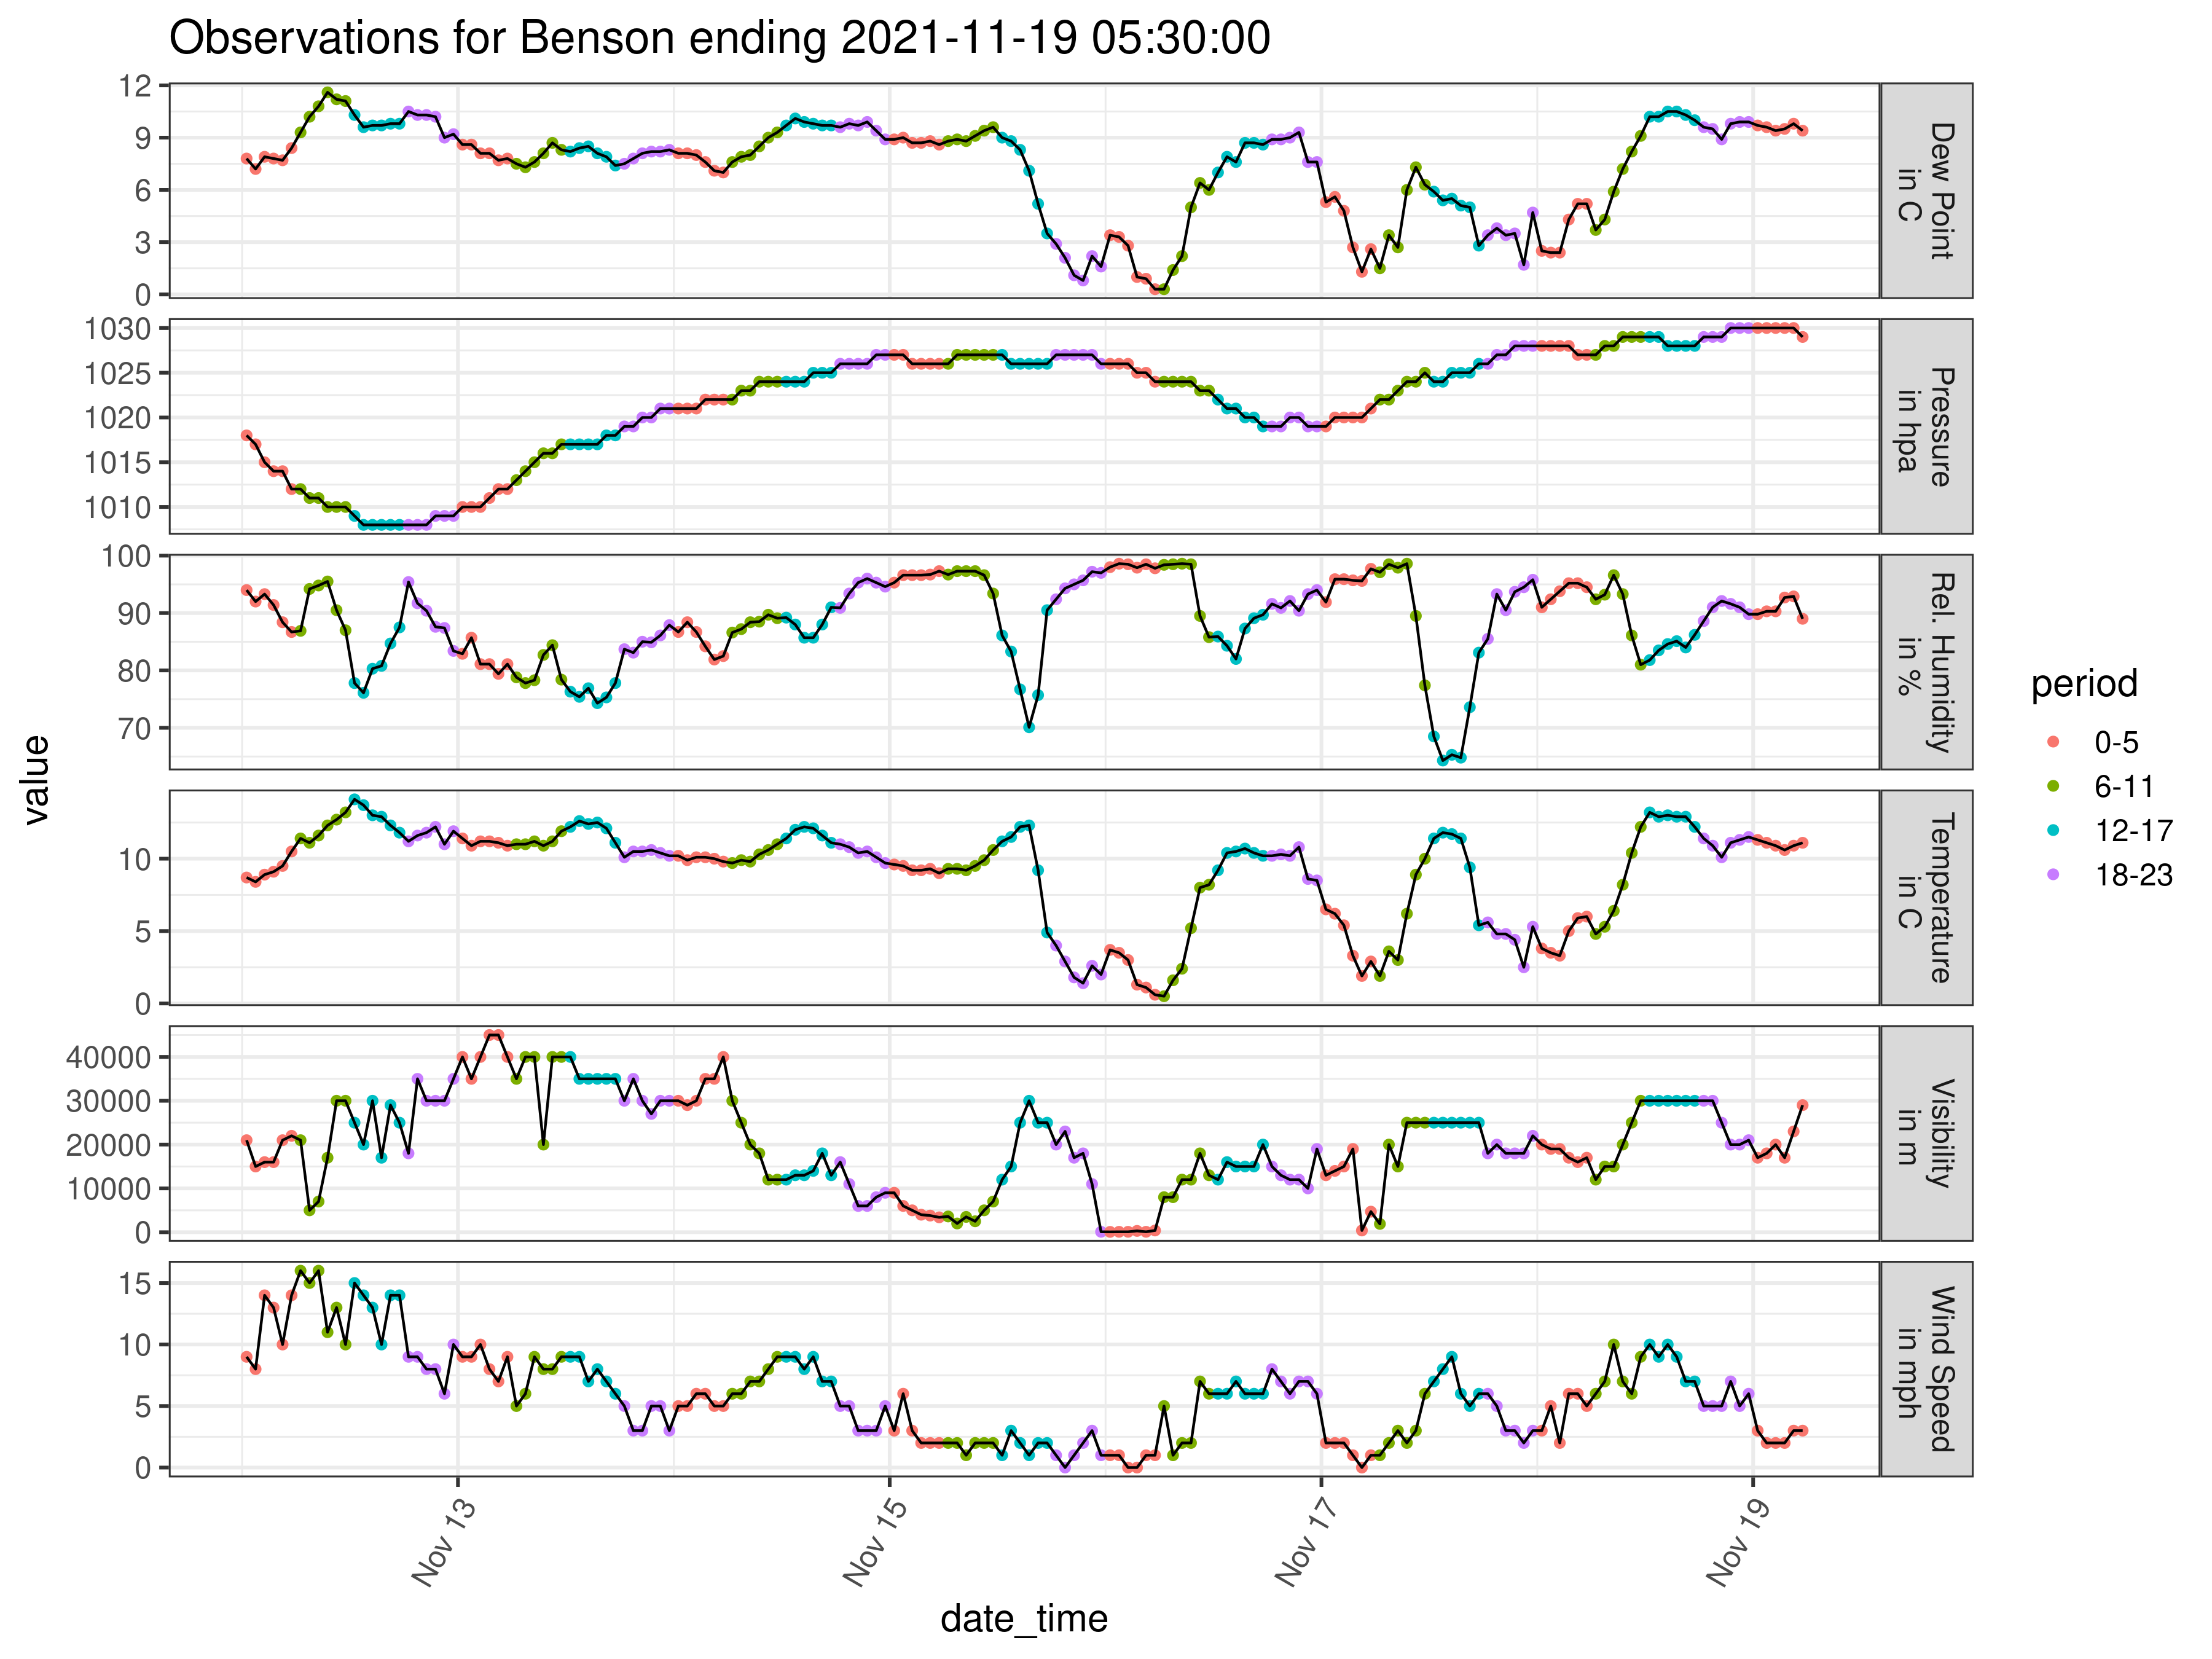 Observations for Benson ending 2021-11-19 05:30:00
value
12
9
6
3
0
Dew Point
in C
1030
1025
1020
1015
1010
Pressure
in hpa
100
90
80
70
Rel. Humidity
in %
10
5
0
Temperature
in C
40000
30000
20000
10000
0
Visibility
in m
15
10
5
0
Wind Speed
in mph
Nov 13
Nov 15
Nov 17
Nov 19
date_time
period
0-5
6-11
12-17
18-23